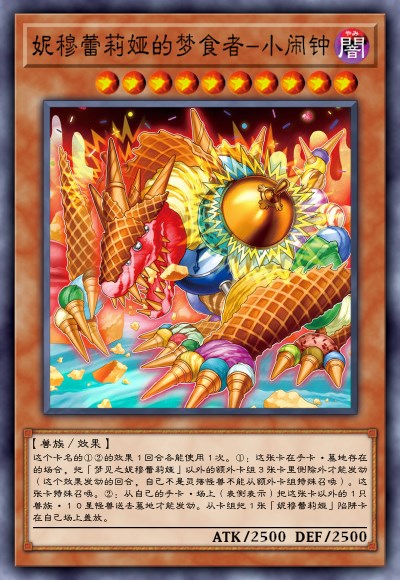 妮穆蕾莉娅的梦食者-小闹钟
やみ
闇
【兽族／效果】
这个卡名的①②的效果1回合各能使用1次。①：这张卡在手卡・墓地存在
的场合，把「梦见之妮穆蕾莉娅」以外的额外卡组3张卡里侧除外才能发动
（这个效果发动的回合，自己不是灵摆怪兽不能从额外卡组特殊召唤）。这
张卡特殊召唤。②：从自己的手卡・场上（表侧表示）把这张卡以外的1只
兽族・10星怪兽送去墓地才能发动。从卡组把1张「妮穆蕾莉娅」陷阱卡
在自己场上盖放。
ATK/2500 DEF/2500